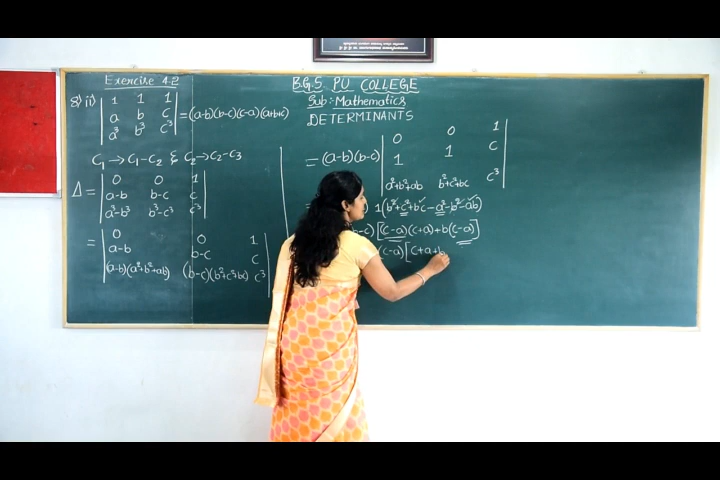 Exercise 4.2
B.G.S. PU COLLEGE
Sub:- Mathematics
DETERMINANTS
8) ii) | 1 1 1 |
| a b c | = (a-b)(b-c)(c-a)(a+b+c)
| a³ b³ c³ |
C₁ → C₁-C₂ & C₂ → C₂-C₃
Δ = | 0 0 1 |
| a-b b-c c |
| a³-b³ b³-c³ c³ |
= | 0 0 1 |
| a-b b-c c |
| (a-b)(a²+b²+ab) (b-c)(b²+c²+bc) c³ |
= (a-b)(b-c) | 0 0 1 |
| 1 1 c |
| a²+b²+ab b²+c²+bc c³ |
= 1(b²+c²+bc-a²-b²-ab)
b-c) [(c-a)(c+a)+b(c-a)]
(c-a) [c+a+b